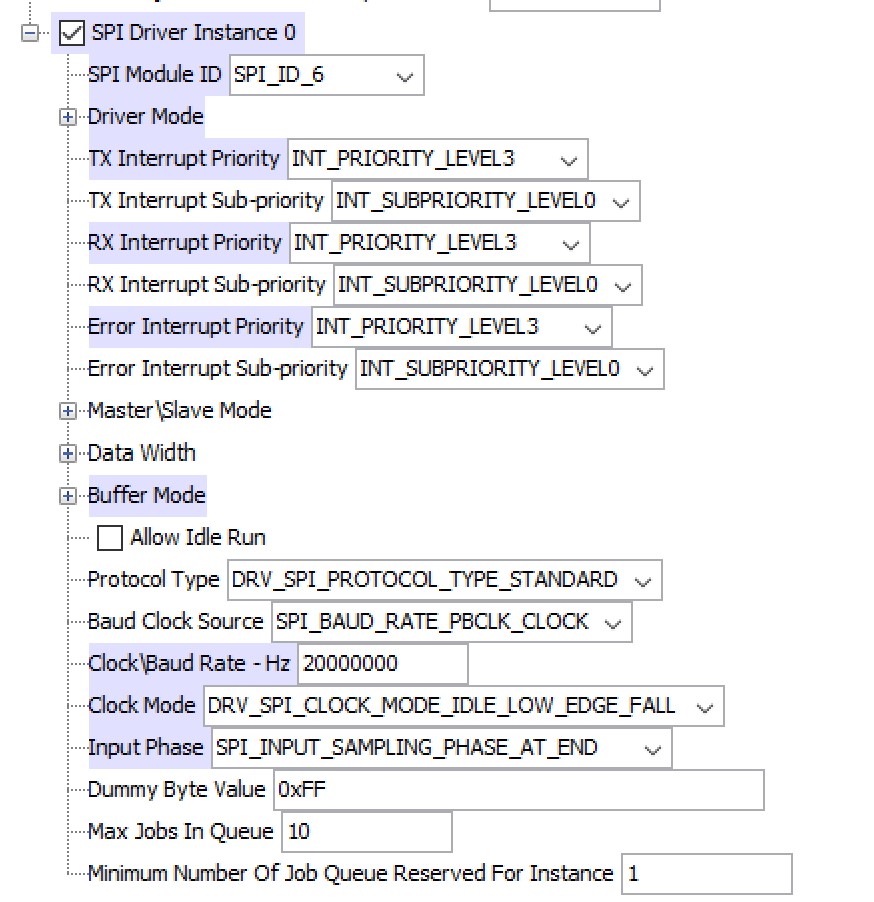 SPI Driver Instance 0
SPI Module ID SPI_ID_6
Driver Mode
TX Interrupt Priority INT_PRIORITY_LEVEL3
TX Interrupt Sub-priority INT_SUBPRIORITY_LEVEL0
RX Interrupt Priority INT_PRIORITY_LEVEL3
RX Interrupt Sub-priority INT_SUBPRIORITY_LEVEL0
Error Interrupt Priority INT_PRIORITY_LEVEL3
Error Interrupt Sub-priority INT_SUBPRIORITY_LEVEL0
Master\Slave Mode
Data Width
Buffer Mode
Allow Idle Run
Protocol Type DRV_SPI_PROTOCOL_TYPE_STANDARD
Baud Clock Source SPI_BAUD_RATE_PBCLK_CLOCK
Clock\Baud Rate - Hz 20000000
Clock Mode DRV_SPI_CLOCK_MODE_IDLE_LOW_EDGE_FALL
Input Phase SPI_INPUT_SAMPLING_PHASE_AT_END
Dummy Byte Value 0xFF
Max Jobs In Queue 10
Minimum Number Of Job Queue Reserved For Instance 1